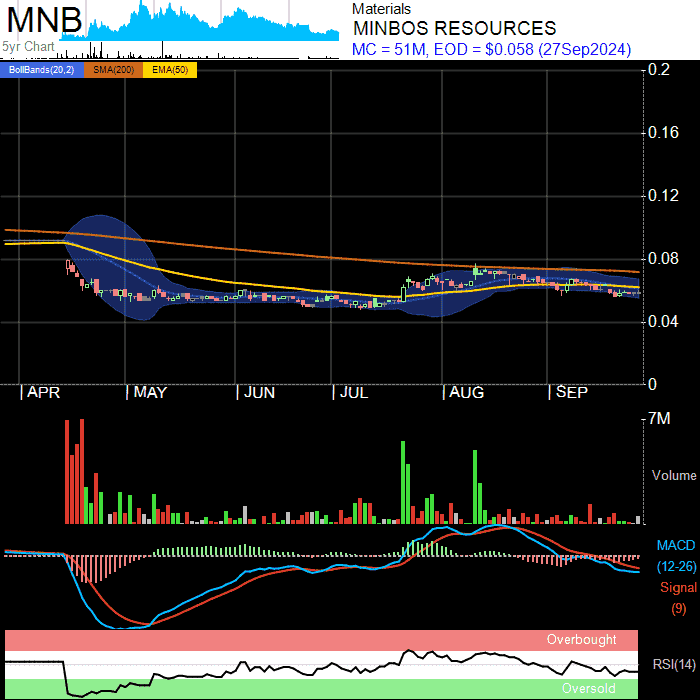 MNB
5yr Chart
Materials
MINBOS RESOURCES
MC = 51M, EOD = $0.058 (27Sep2024)
BollBands(20,2) SMA(200) EMA(50)
0.2
0.16
0.12
0.08
0.04
0
APR MAY JUN JUL AUG SEP
7M
Volume
MACD
(12-26)
Signal
(9)
Overbought
RSI(14)
Oversold